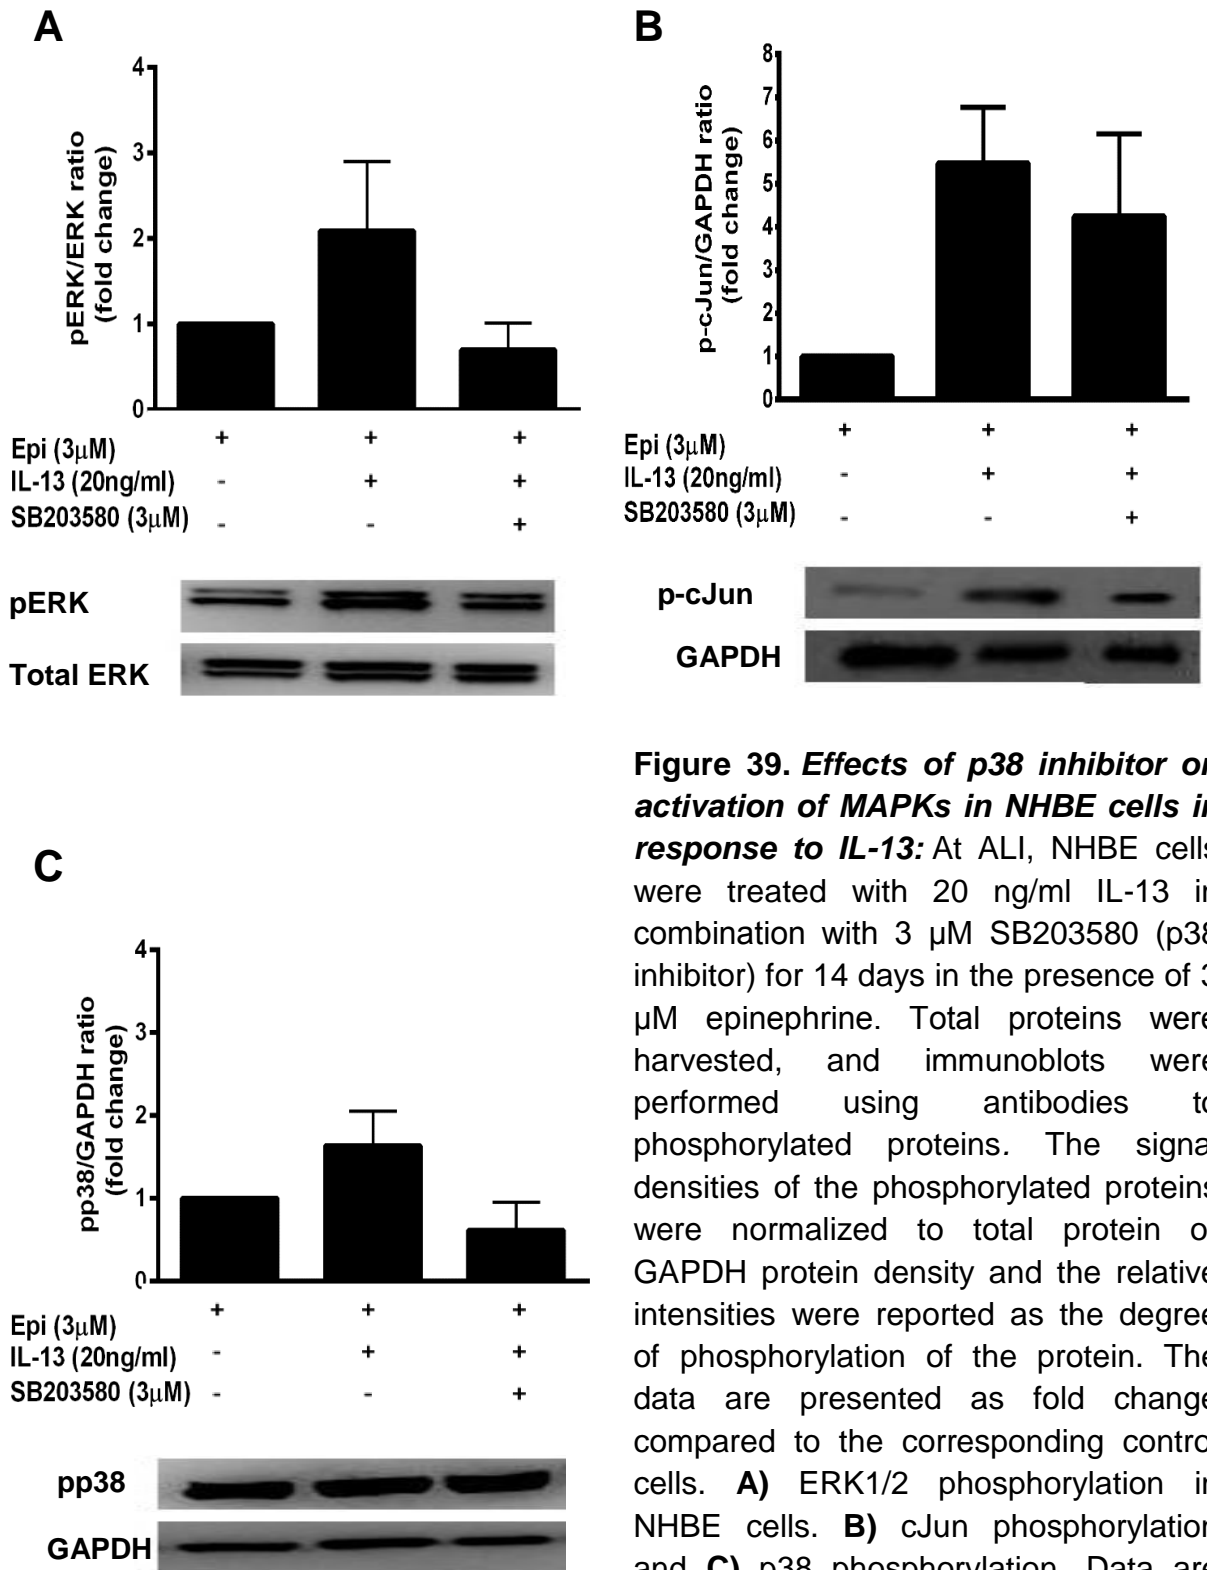 A
4
3
2
1
0
pERK/ERK ratio
(fold change)
Epi (3µM) + + +
IL-13 (20ng/ml) - + +
SB203580 (3µM) - - +
pERK
Total ERK
B
8
7
6
5
4
3
2
1
0
p-cJun/GAPDH ratio
(fold change)
Epi (3µM) + + +
IL-13 (20ng/ml) - + +
SB203580 (3µM) - - +
p-cJun
GAPDH
C
4
3
2
1
0
pp38/GAPDH ratio
(fold change)
Epi (3µM) + + +
IL-13 (20ng/ml) - + +
SB203580 (3µM) - - +
pp38
GAPDH
Figure 39. Effects of p38 inhibitor on
activation of MAPKs in NHBE cells in
response to IL-13: At ALI, NHBE cells
were treated with 20 ng/ml IL-13 in
combination with 3 µM SB203580 (p38
inhibitor) for 14 days in the presence of 3
µM epinephrine. Total proteins were
harvested, and immunoblots were
performed using antibodies to
phosphorylated proteins. The signa
densities of the phosphorylated proteins
were normalized to total protein o
GAPDH protein density and the relative
intensities were reported as the degree
of phosphorylation of the protein. The
data are presented as fold change
compared to the corresponding contro
cells. A) ERK1/2 phosphorylation in
NHBE cells. B) cJun phosphorylation
and C) p38 phosphorylation. Data are